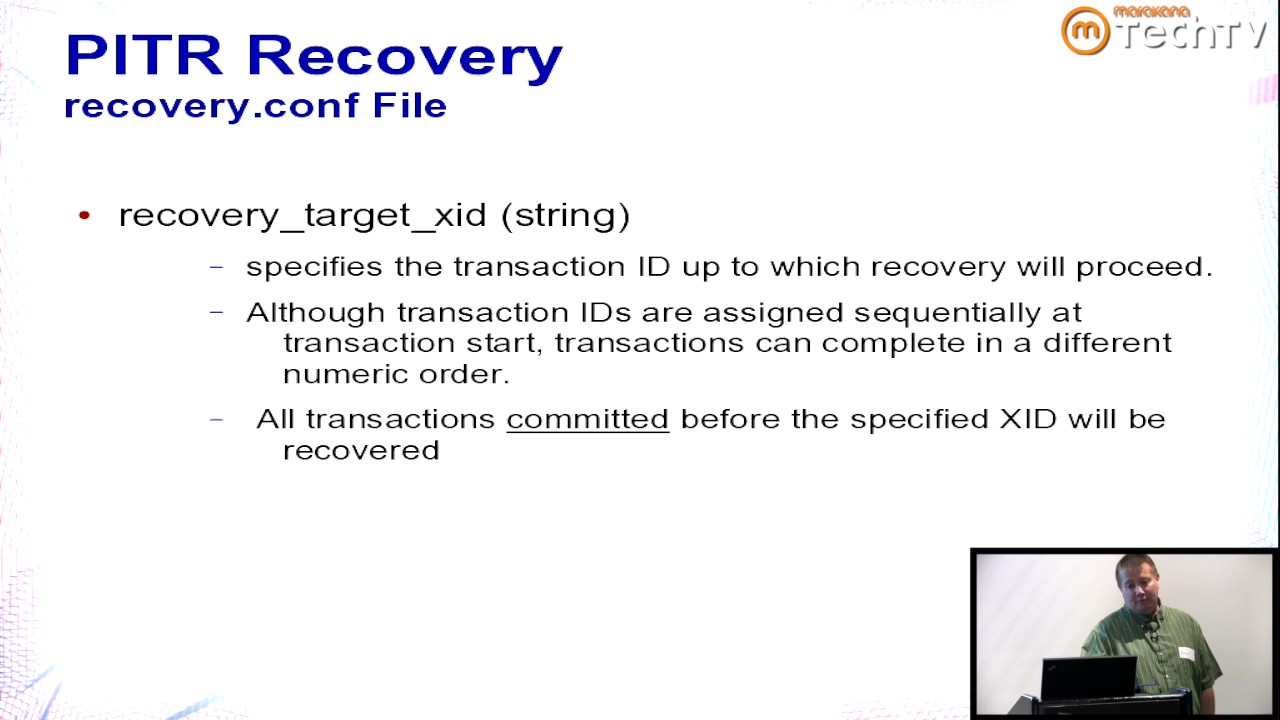 marakana
TechTV
PITR Recovery
recovery.conf File
• recovery_target_xid (string)
– specifies the transaction ID up to which recovery will proceed.
– Although transaction IDs are assigned sequentially at
transaction start, transactions can complete in a different
numeric order.
– All transactions committed before the specified XID will be
recovered